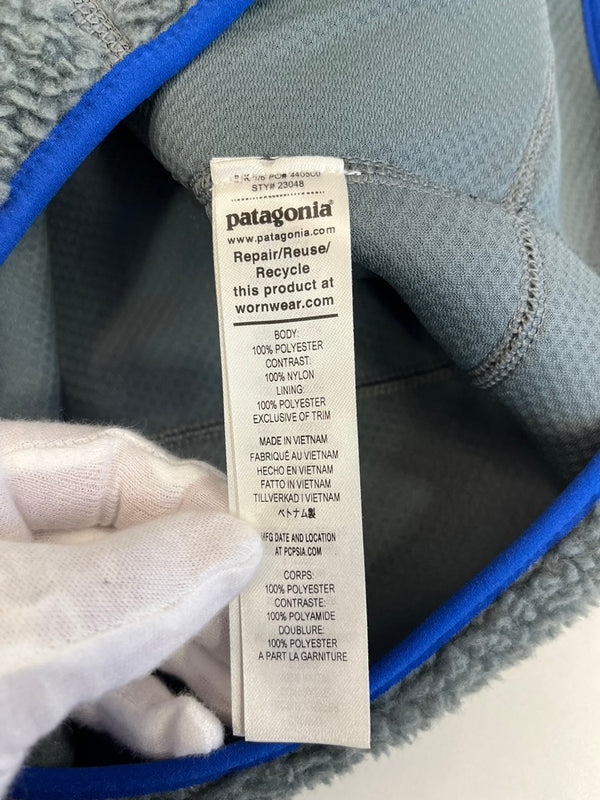 STY# 23048
patagonia®
www.patagonia.com
Repair/Reuse/
Recycle
this product at
wornwear.com
BODY:
100% POLYESTER
CONTRAST:
100% NYLON
LINING:
100% POLYESTER
EXCLUSIVE OF TRIM
MADE IN VIETNAM
FABRIQUÉ AU VIETNAM
HECHO EN VIETNAM
FATTO IN VIETNAM
TILLVERKAD I VIETNAM
ベトナム製
MFG DATE AND LOCATION
AT PCPSIA.COM
CORPS:
100% POLYESTER
CONTRASTE:
100% POLYAMIDE
DOUBLURE:
100% POLYESTER
A PART LA GARNITURE